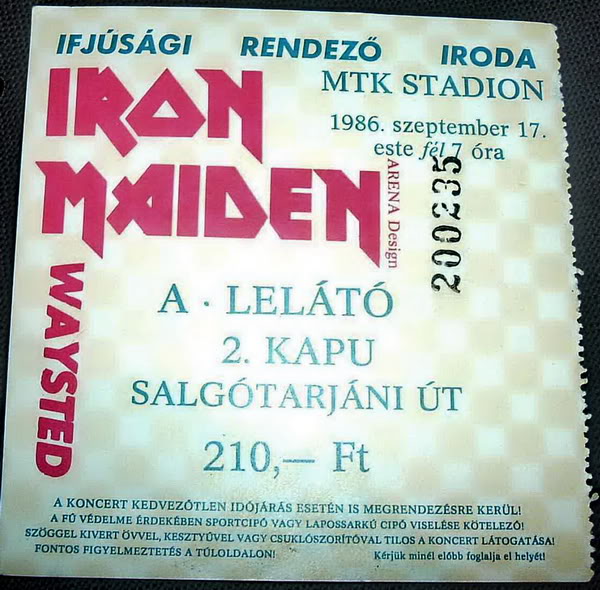 IFJÚSÁGI RENDEZŐ IRODA
IRON MAIDEN
MTK STADION
1986. szeptember 17.
este fél 7 óra
ARENA Design
200235
WAYSTED
A · LELÁTÓ
2. KAPU
SALGÓTARJÁNI ÚT
210,— Ft
A KONCERT KEDVEZŐTLEN IDŐJÁRÁS ESETÉN IS MEGRENDEZÉSRE KERÜL!
A FŰ VÉDELME ÉRDEKÉBEN SPORTCIPŐ VAGY LAPOSSARKÚ CIPŐ VISELÉSE KÖTELEZŐ!
SZÖGGEL KIVERT ÖVVEL, KESZTYŰVEL VAGY CSUKLÓSZORÍTÓVAL TILOS A KONCERT LÁTOGATÁSA!
FONTOS FIGYELMEZTETÉS A TÚLOLDALON! Kérjük minél előbb foglalja el helyét!